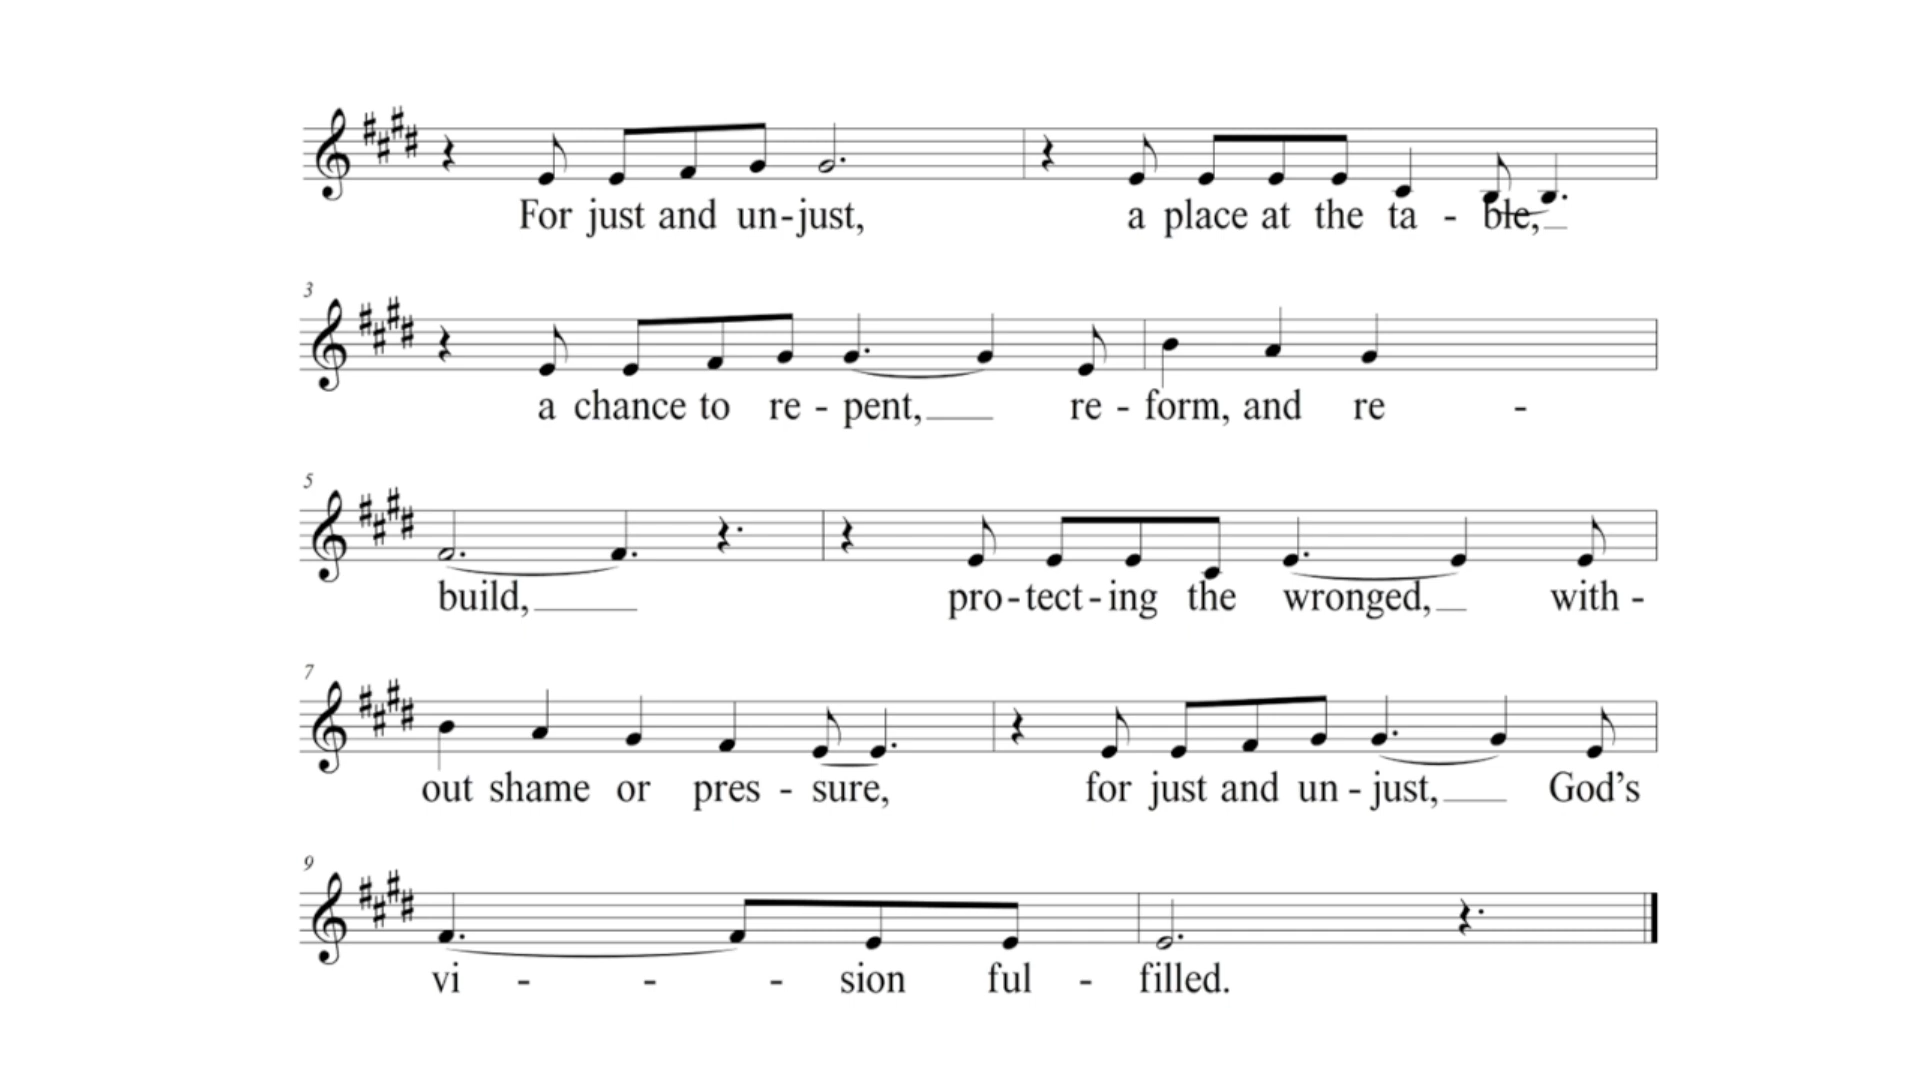 For just and un-just, a place at the ta - ble,
3
a chance to re - pent, re - form, and re -
5
build, pro - tect - ing the wronged, with -
7
out shame or pres - sure, for just and un - just, God's
9
vi - - - sion ful - filled.